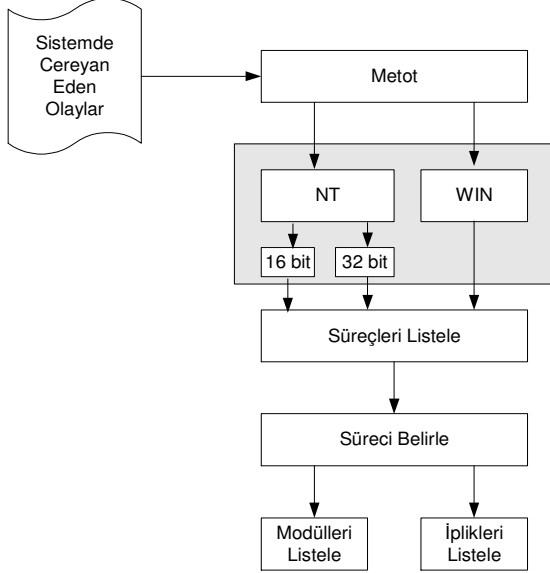 Sistemde
Cereyan
Eden
Olaylar
Metot
NT
WIN
16 bit
32 bit
Süreçleri Listele
Süreci Belirle
Modülleri
Listele
İplikleri
Listele